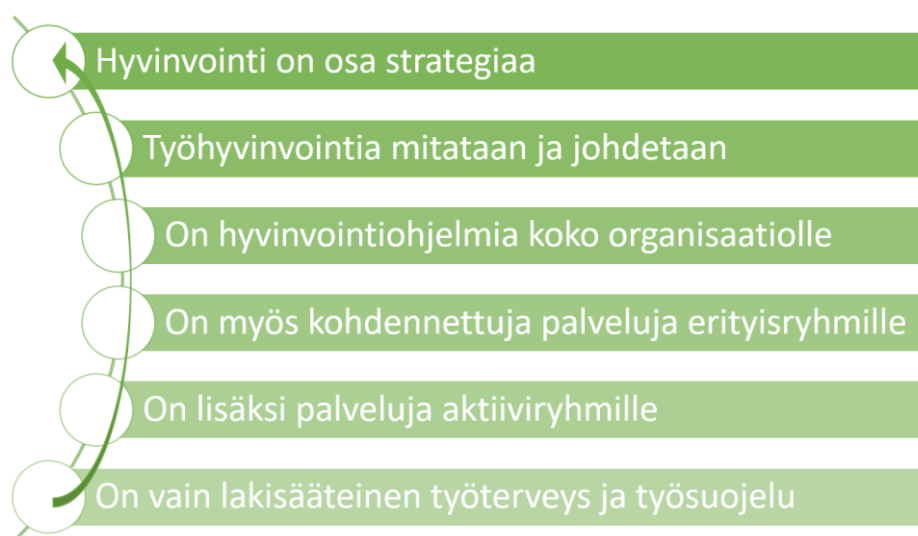 Hyvinvointi on osa strategiaa
Työhyvinvointia mitataan ja johdetaan
On hyvinvointiohjelmia koko organisaatiolle
On myös kohdennettuja palveluja erityisryhmille
On lisäksi palveluja aktiiviryhmille
On vain lakisääteinen työterveys ja työsuojelu